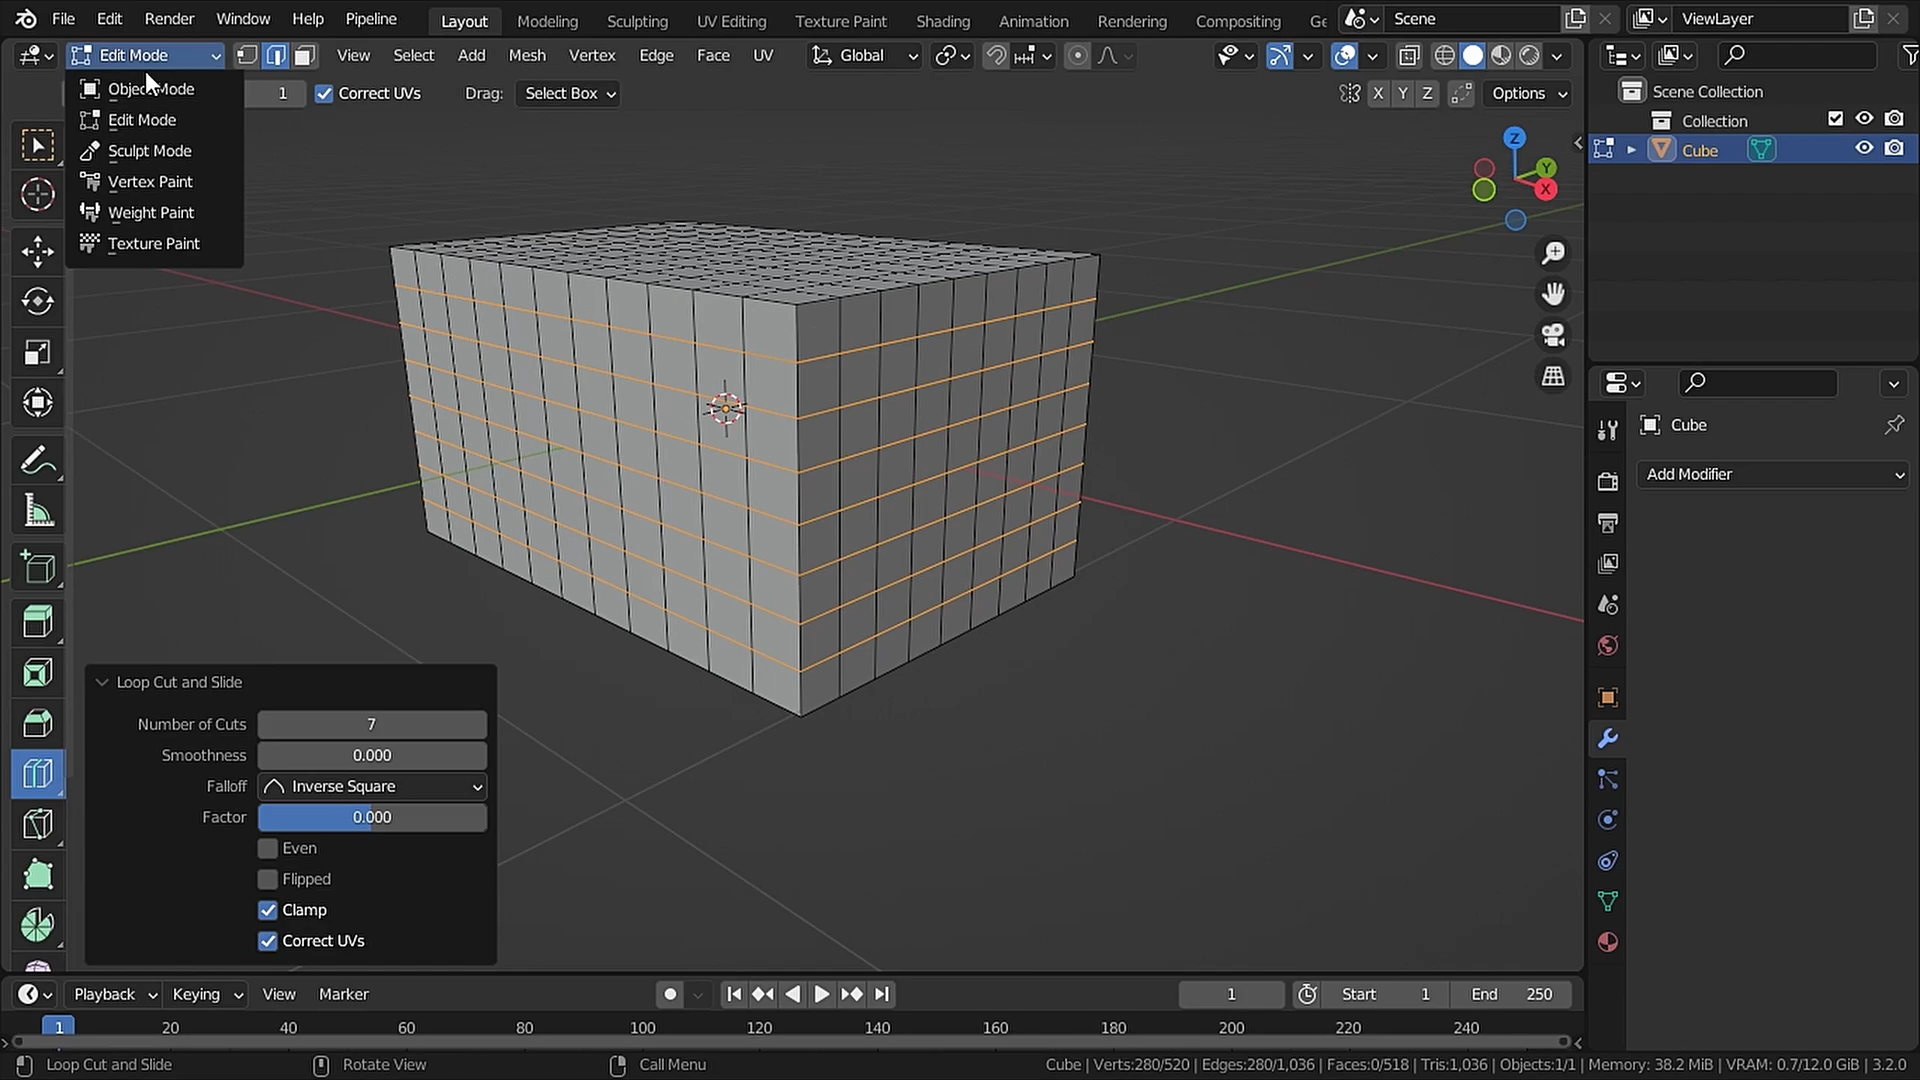 File Edit Render Window Help Pipeline Layout Modeling Sculpting UV Editing Texture Paint Shading Animation Rendering Compositing Ge Scene ViewLayer
Edit Mode View Select Add Mesh Vertex Edge Face UV Global
1 Correct UVs Drag: Select Box X Y Z Options
Object Mode
Edit Mode
Sculpt Mode
Vertex Paint
Weight Paint
Texture Paint
Z
Y
X
Scene Collection
Collection
Cube
Cube
Add Modifier
Loop Cut and Slide
Number of Cuts 7
Smoothness 0.000
Falloff Inverse Square
Factor 0.000
Even
Flipped
Clamp
Correct UVs
Playback Keying View Marker 1 Start 1 End 250
1 20 40 60 80 100 120 140 160 180 200 220 240
Loop Cut and Slide Rotate View Call Menu Cube | Verts:280/520 | Edges:280/1,036 | Faces:0/518 | Tris:1,036 | Objects:1/1 | Memory: 38.2 MiB | VRAM: 0.7/12.0 GiB | 3.2.0